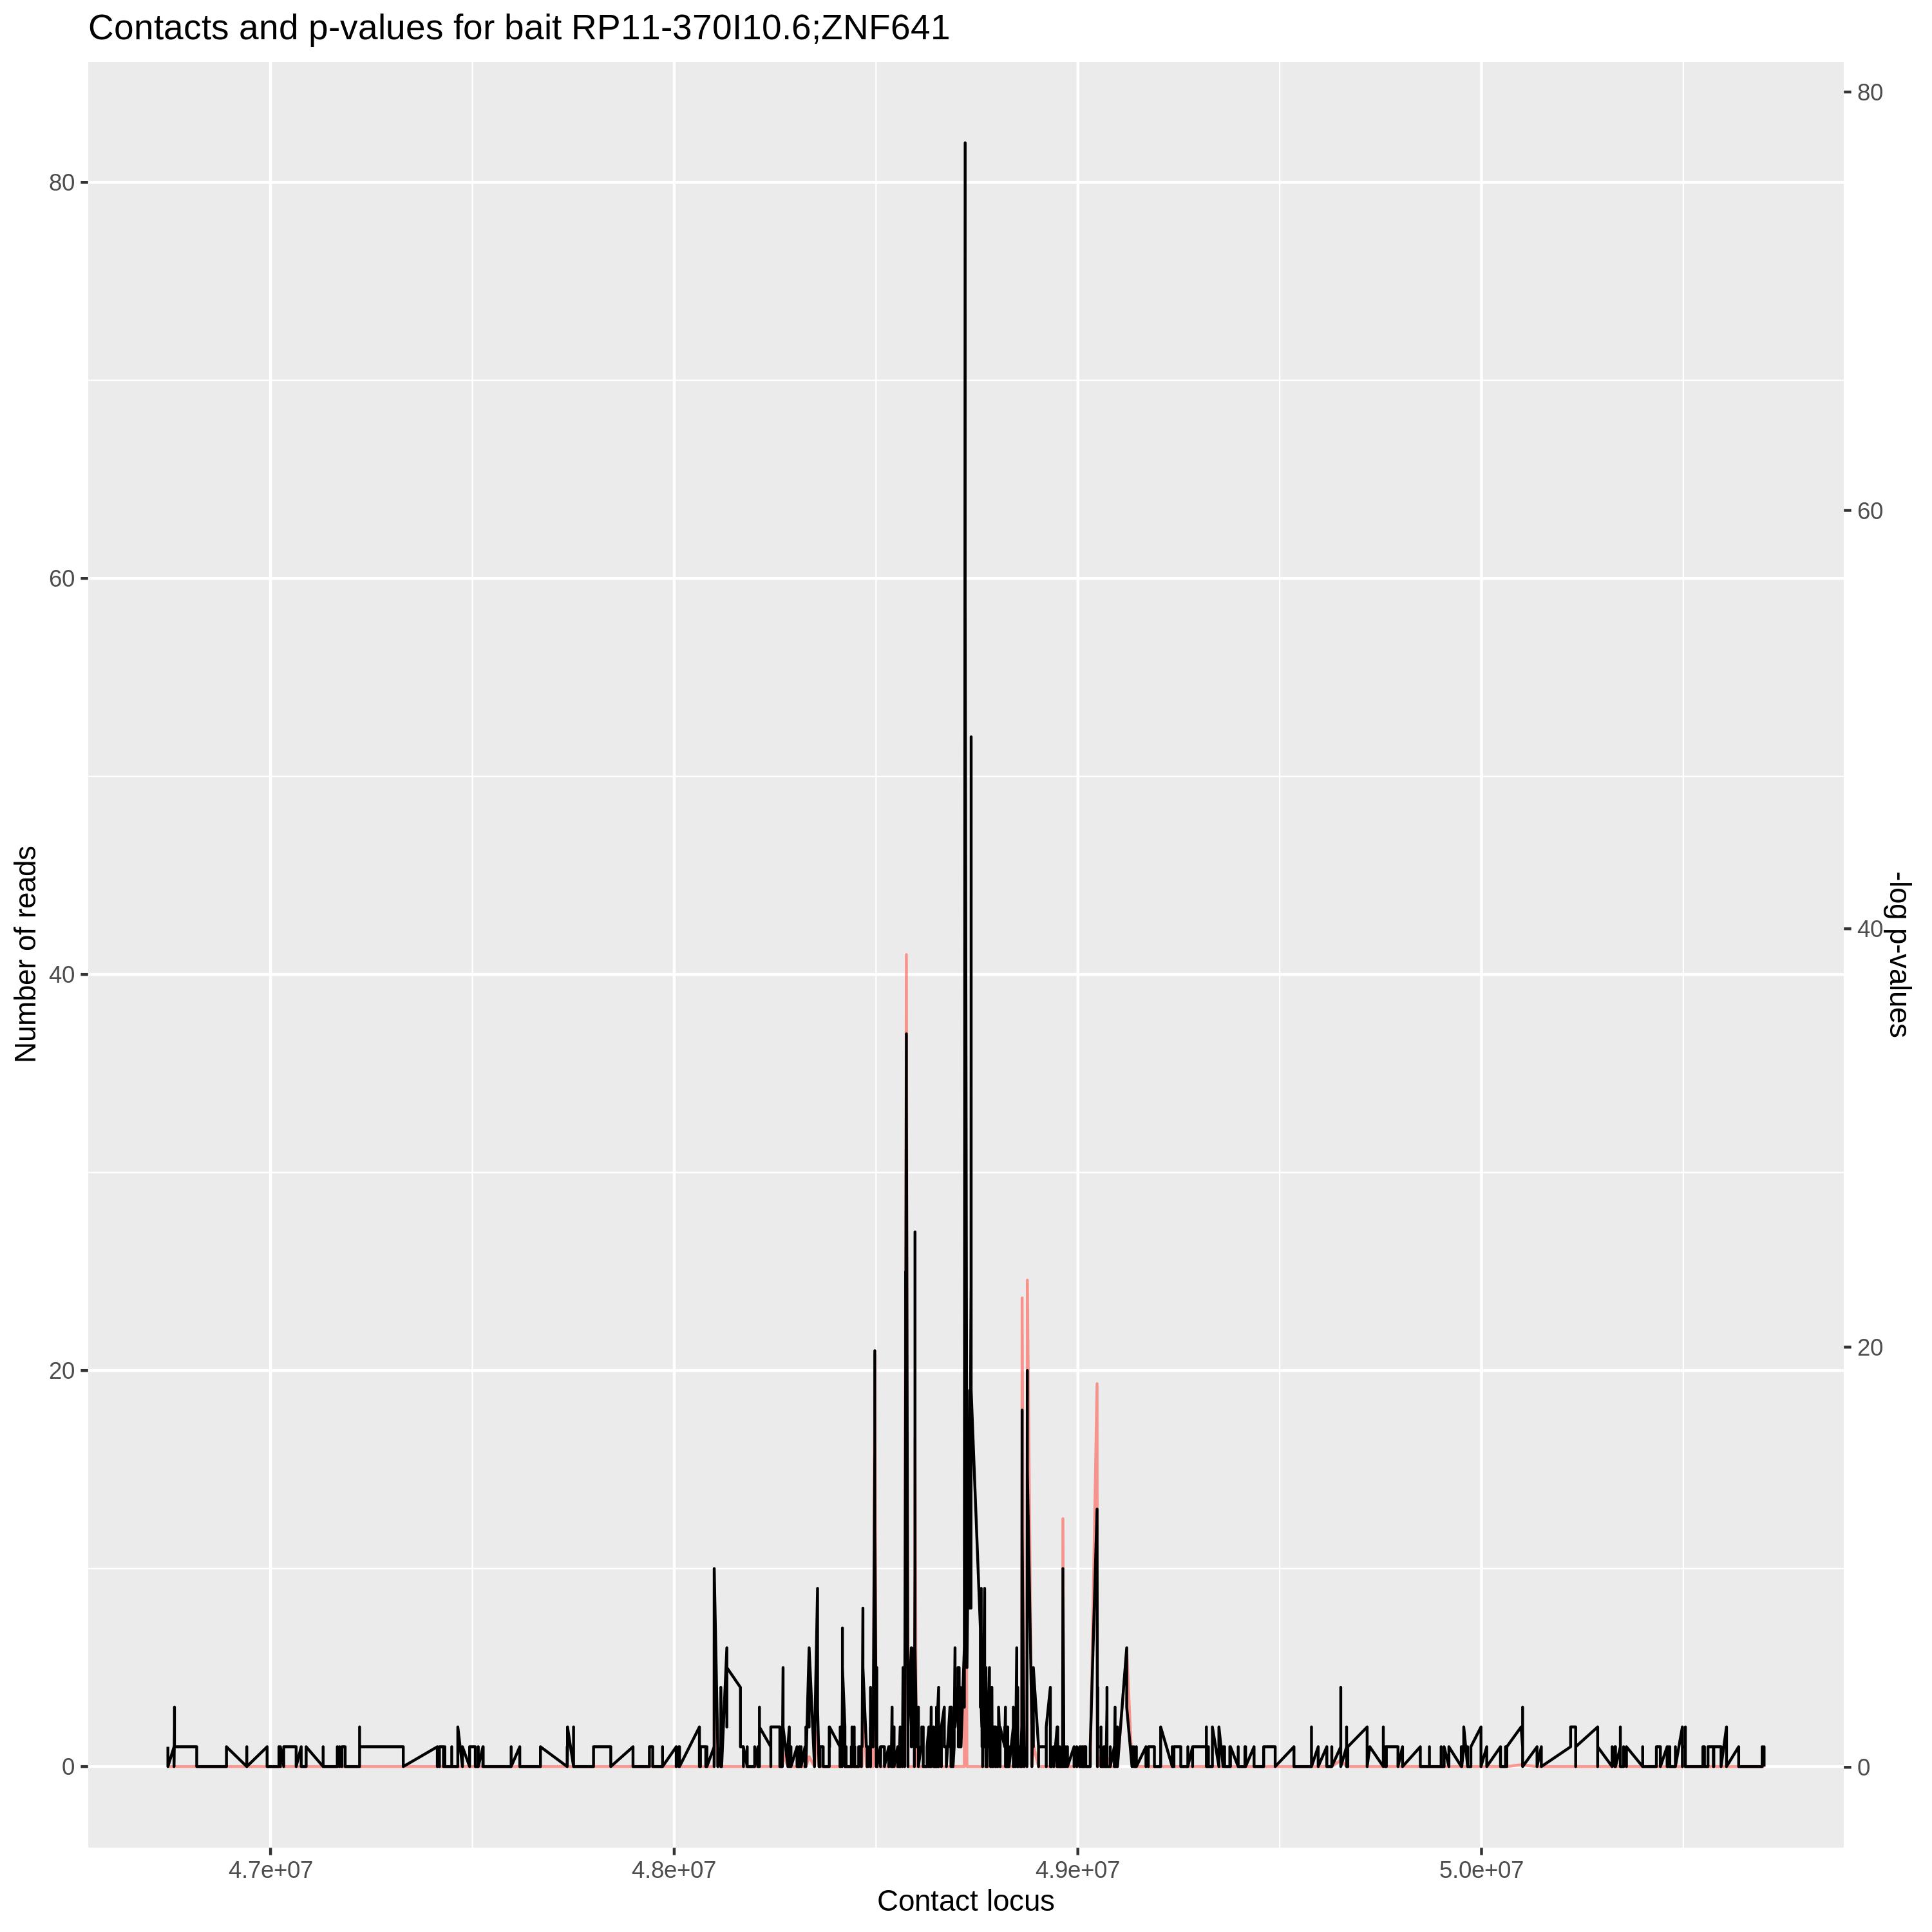 Contacts and p-values for bait RP11-370I10.6;ZNF641
80
60
40
20
0
Number of reads
80
60
40
20
0
-log p-values
4.7e+07
4.8e+07
4.9e+07
5.0e+07
Contact locus